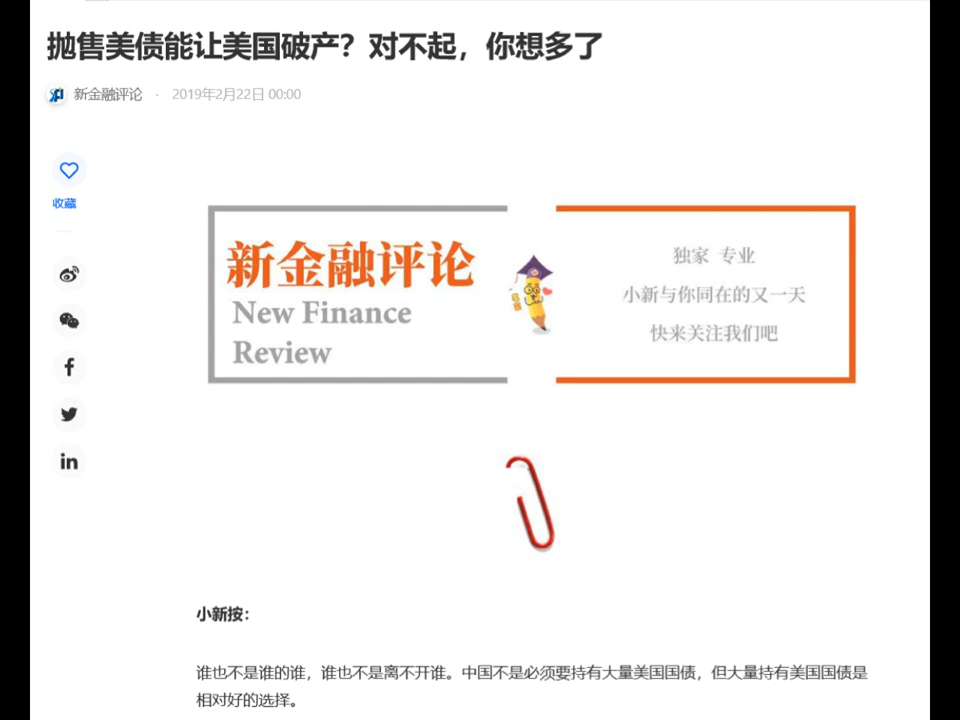 抛售美债能让美国破产？对不起，你想多了
新金融评论 · 2019年2月22日 00:00
收藏
新金融评论
New Finance
Review
独家 专业
小新与你同在的又一天
快来关注我们吧
小新按：
谁也不是谁的谁，谁也不是离不开谁。中国不是必须要持有大量美国国债，但大量持有美国国债是
相对好的选择。